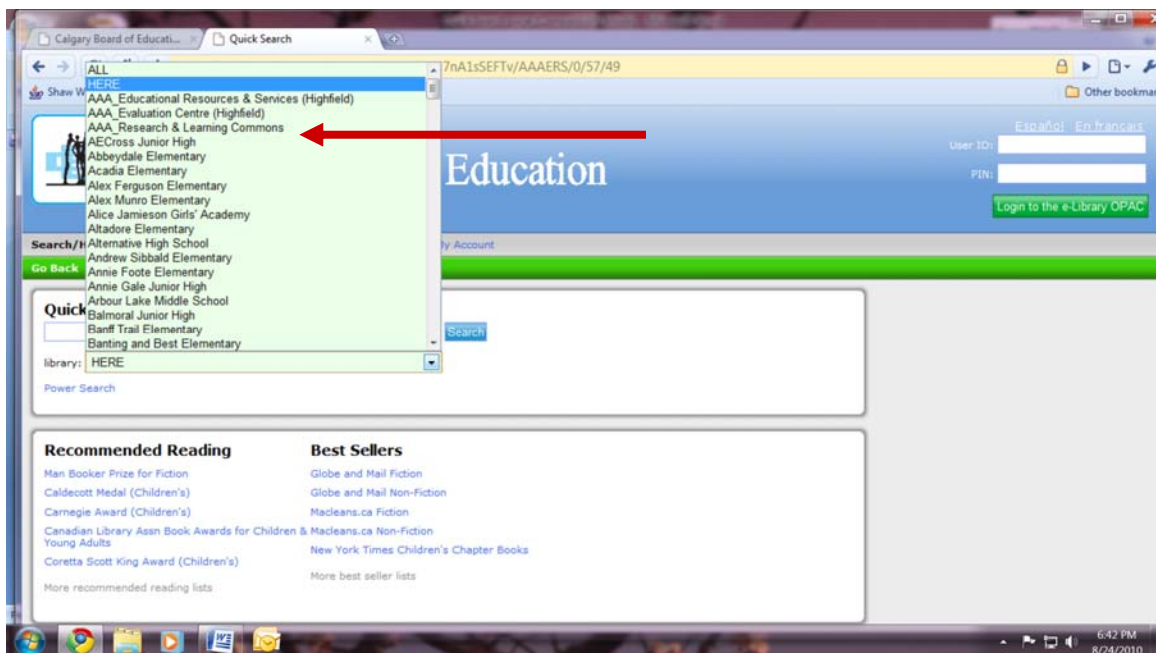 Calgary Board of Educati...
Quick Search
7nA1sSEFTv/AAAERS/0/57/49
Shaw W
Other bookmar
Español En français
User ID:
PIN:
Login to the e-Library OPAC
Education
Search/H
y Account
Go Back
Quick
Search
ALL
HERE
AAA_Educational Resources & Services (Highfield)
AAA_Evaluation Centre (Highfield)
AAA_Research & Learning Commons
AECross Junior High
Abbeydale Elementary
Acadia Elementary
Alex Ferguson Elementary
Alex Munro Elementary
Alice Jamieson Girls' Academy
Altadore Elementary
Alternative High School
Andrew Sibbald Elementary
Annie Foote Elementary
Annie Gale Junior High
Arbour Lake Middle School
Balmoral Junior High
Banff Trail Elementary
Banting and Best Elementary
library: HERE
Power Search
Recommended Reading
Man Booker Prize for Fiction
Caldecott Medal (Children's)
Carnegie Award (Children's)
Canadian Library Assn Book Awards for Children &
Young Adults
Coretta Scott King Award (Children's)
More recommended reading lists
Best Sellers
Globe and Mail Fiction
Globe and Mail Non-Fiction
Macleans.ca Fiction
Macleans.ca Non-Fiction
New York Times Children's Chapter Books
More best seller lists
6:42 PM
8/24/2010